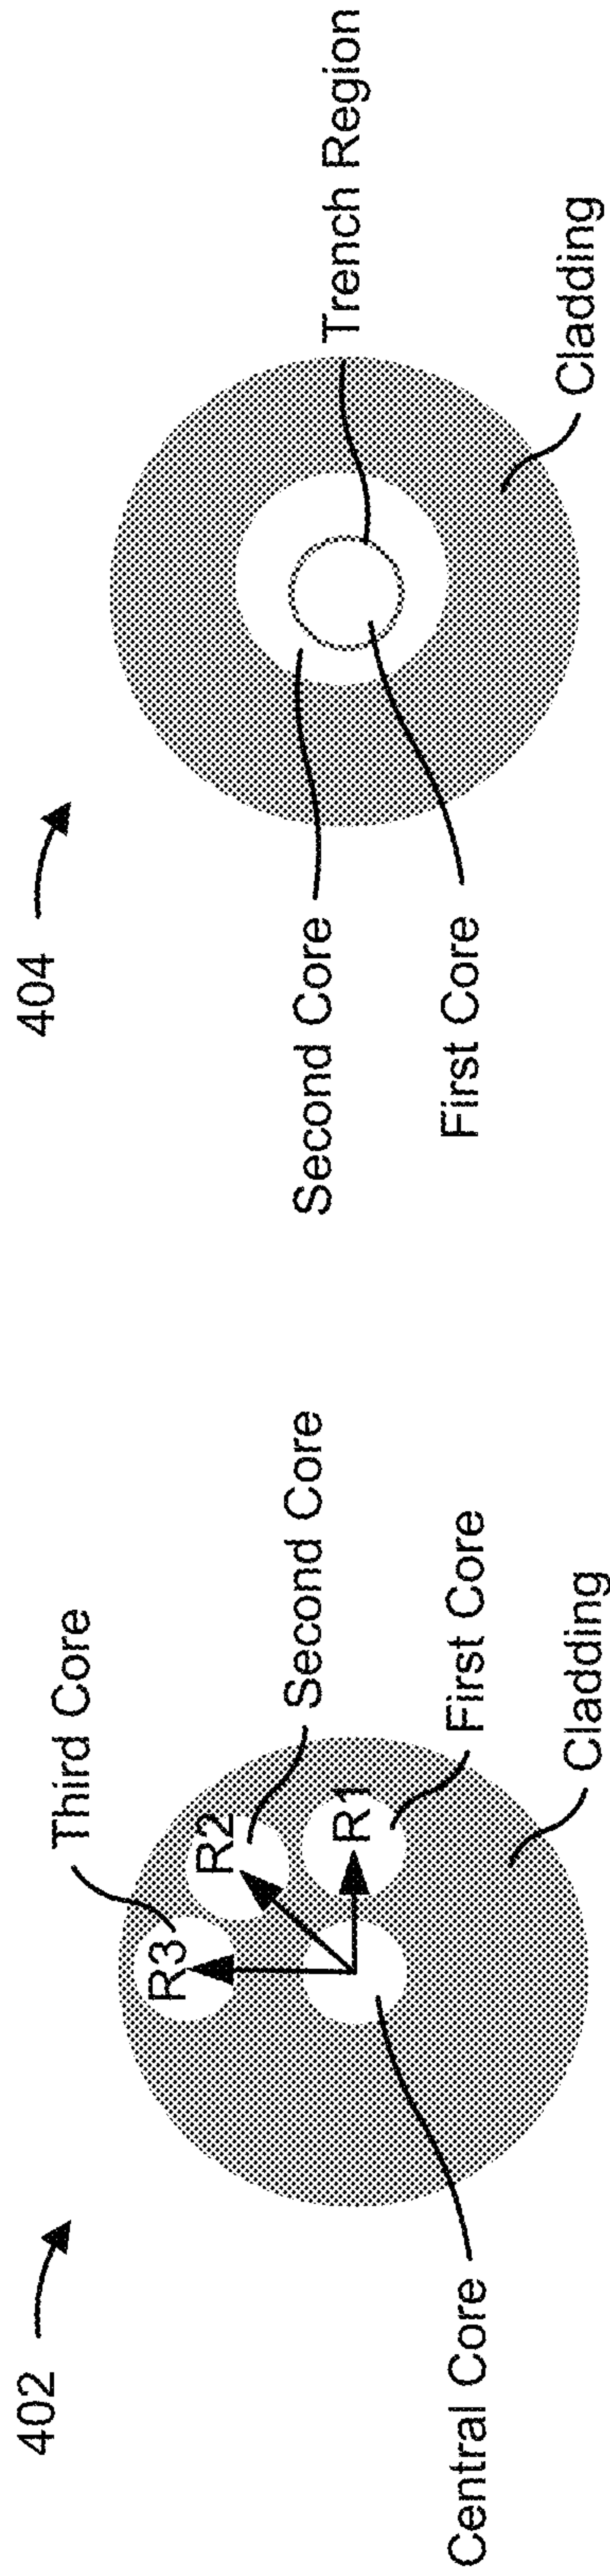 402
Third Core
R3
R2
R1
Second Core
First Core
Central Core
Cladding
404
Trench Region
Second Core
First Core
Cladding